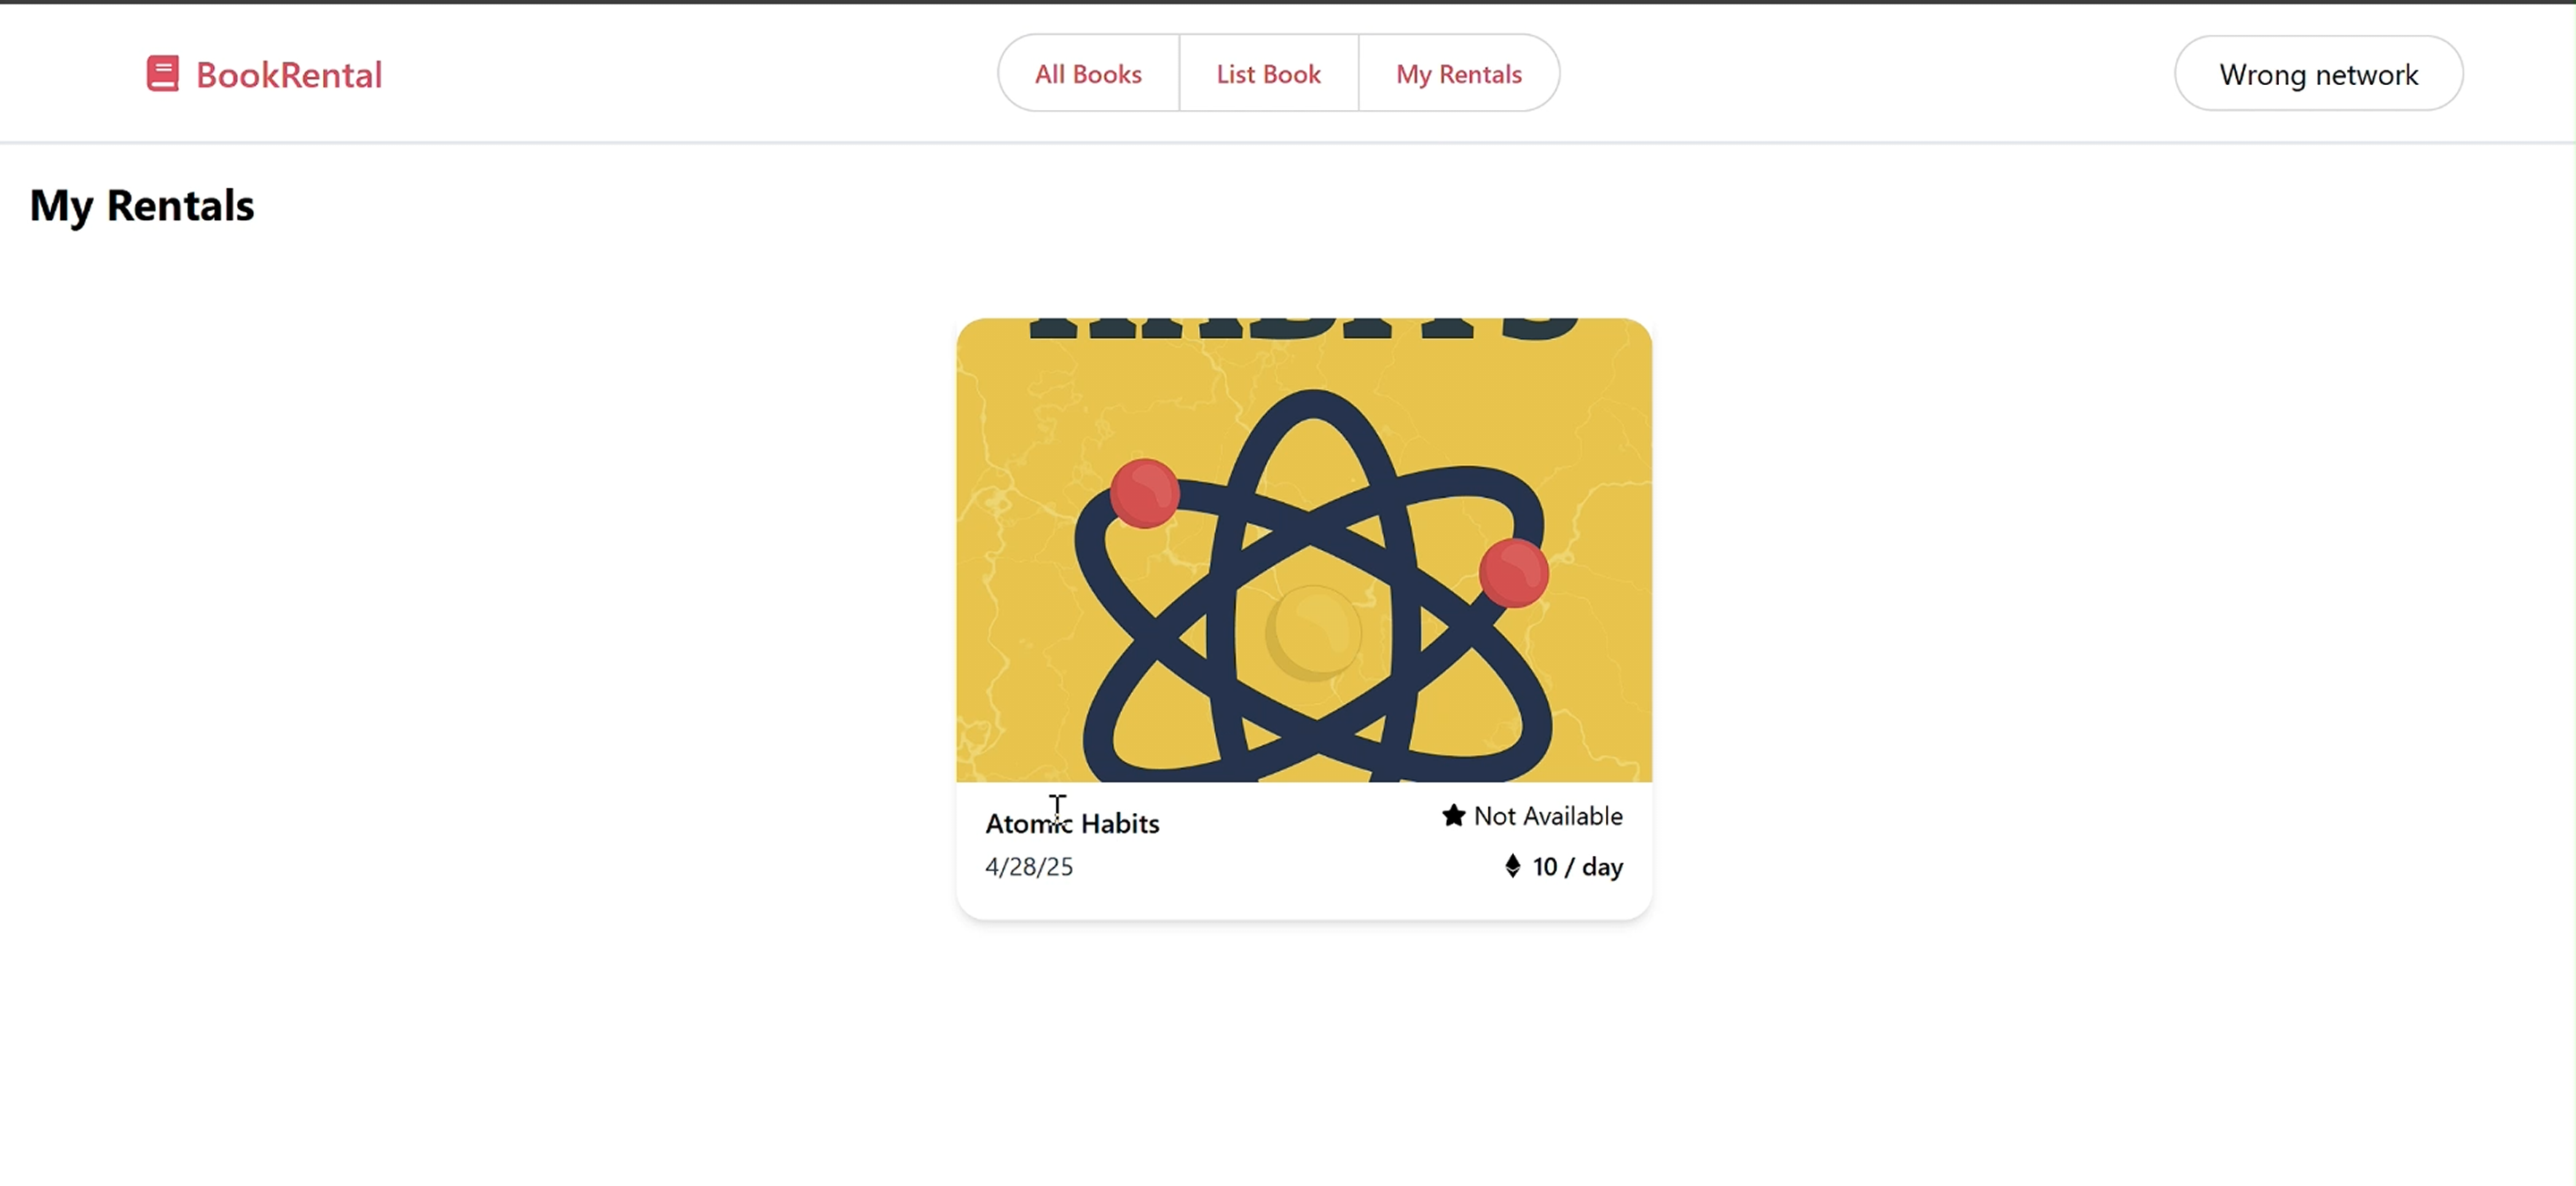 BookRental
All Books
List Book
My Rentals
Wrong network
My Rentals
HABITS
Atomic Habits
Not Available
4/28/25
10 / day